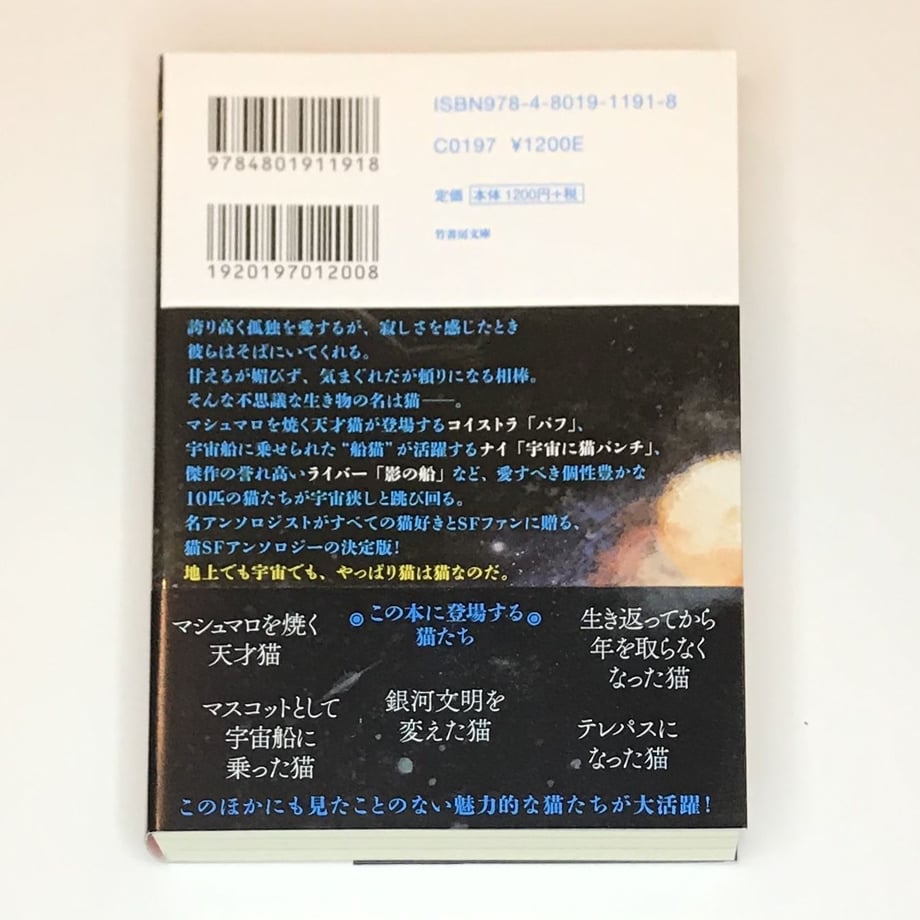 9784801911918
1920197012008
ISBN978-4-8019-1191-8
C0197 ¥1200E
定価 本体 1200円+税
竹書房文庫
誇り高く孤独を愛するが、寂しさを感じたとき
彼らはそばにいてくれる。
甘えるが媚びず、気まぐれだが頼りになる相棒。
そんな不思議な生き物の名は猫――。
マシュマロを焼く天才猫が登場するコイストラ「パフ」、
宇宙船に乗せられた“船猫”が活躍するナイ「宇宙に猫パンチ」、
傑作の誉れ高いライバー「影の船」など、愛すべき個性豊かな
10匹の猫たちが宇宙狭しと跳び回る。
名アンソロジストがすべての猫好きとSFファンに贈る、
猫SFアンソロジーの決定版!
地上でも宇宙でも、やっぱり猫は猫なのだ。
この本に登場する
猫たち
マシュマロを焼く
天才猫
生き返ってから
年を取らなく
なった猫
マスコットとして
宇宙船に
乗った猫
銀河文明を
変えた猫
テレパスに
なった猫
このほかにも見たことのない魅力的な猫たちが大活躍!